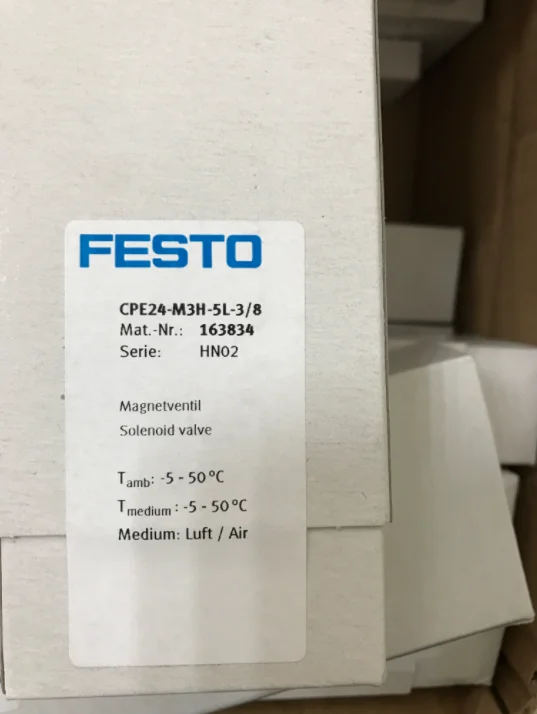 FESTO
CPE24-M3H-5L-3/8
Mat.-Nr.: 163834
Serie: HN02
Magnetventil
Solenoid valve
Tamb: -5 - 50 °C
Tmedium : -5 - 50 °C
Medium: Luft / Air